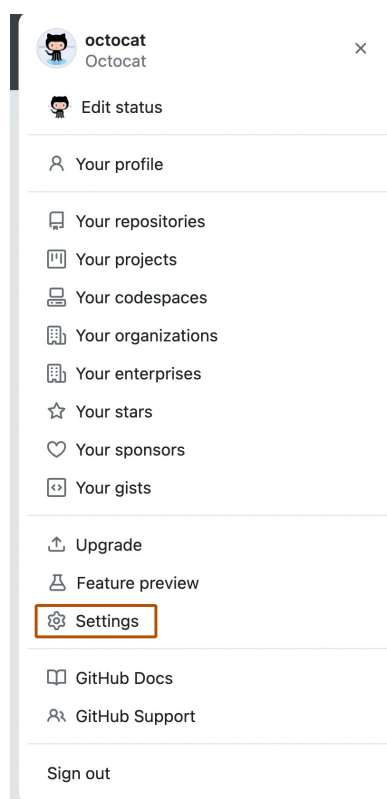 octocat
Octocat
Edit status
Your profile
Your repositories
Your projects
Your codespaces
Your organizations
Your enterprises
Your stars
Your sponsors
Your gists
Upgrade
Feature preview
Settings
GitHub Docs
GitHub Support
Sign out